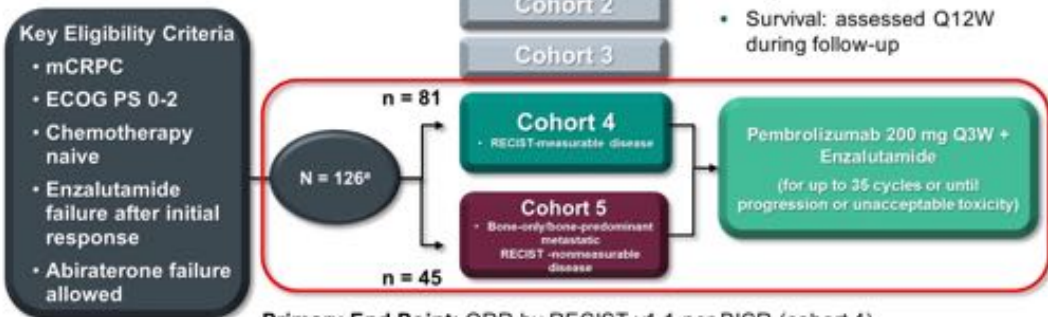 Cohort 2
• Survival: assessed Q12W
during follow-up
Key Eligibility Criteria
• mCRPC
• ECOG PS 0-2
• Chemotherapy
naive
• Enzalutamide
failure after initial
response
• Abiraterone failure
allowed
Cohort 3
N = 126ª
n = 81
Cohort 4
• RECIST-measurable disease
n = 45
Cohort 5
• Bone-only/bone-predominant
metastatic
RECIST -nonmeasurable
disease
Pembrolizumab 200 mg Q3W +
Enzalutamide
(for up to 35 cycles or until
progression or unacceptable toxicity)
Primary End Point: ORR by RECIST v1.1 per BICR (cohort 4)